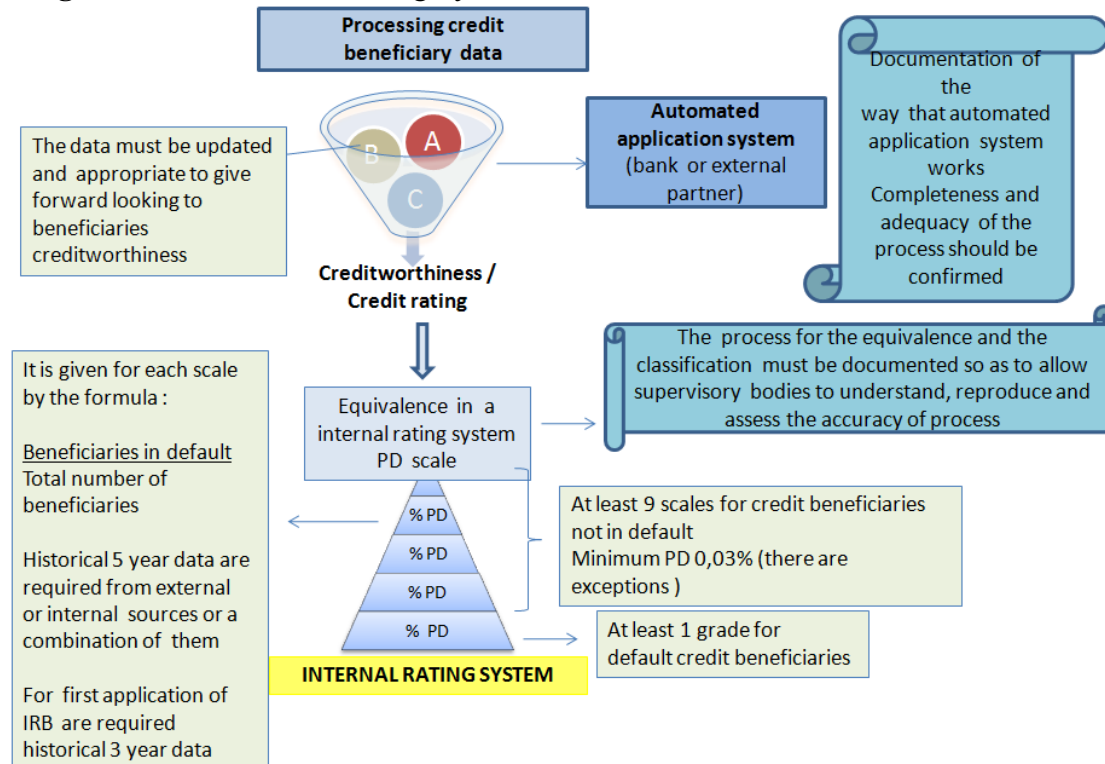 Processing credit
beneficiary data
Documentation of
the
way that automated
application system
works
Completeness and
adequacy of the
process should be
confirmed
Automated
application system
(bank or external
partner)
The data must be updated
and appropriate to give
forward looking to
beneficiaries
creditworthiness
A
B
C
Creditworthiness /
Credit rating
The process for the equivalence and the
classification must be documented so as to allow
supervisory bodies to understand, reproduce and
assess the accuracy of process
It is given for each scale
by the formula :
Beneficiaries in default
Total number of
beneficiaries
Historical 5 year data are
required from external
or internal sources or a
combination of them
For first application of
IRB are required
historical 3 year data
Equivalence in a
internal rating system
PD scale
% PD
% PD
% PD
% PD
At least 9 scales for credit beneficiaries
not in default
Minimum PD 0,03% (there are
exceptions )
At least 1 grade for
default credit beneficiaries
INTERNAL RATING SYSTEM